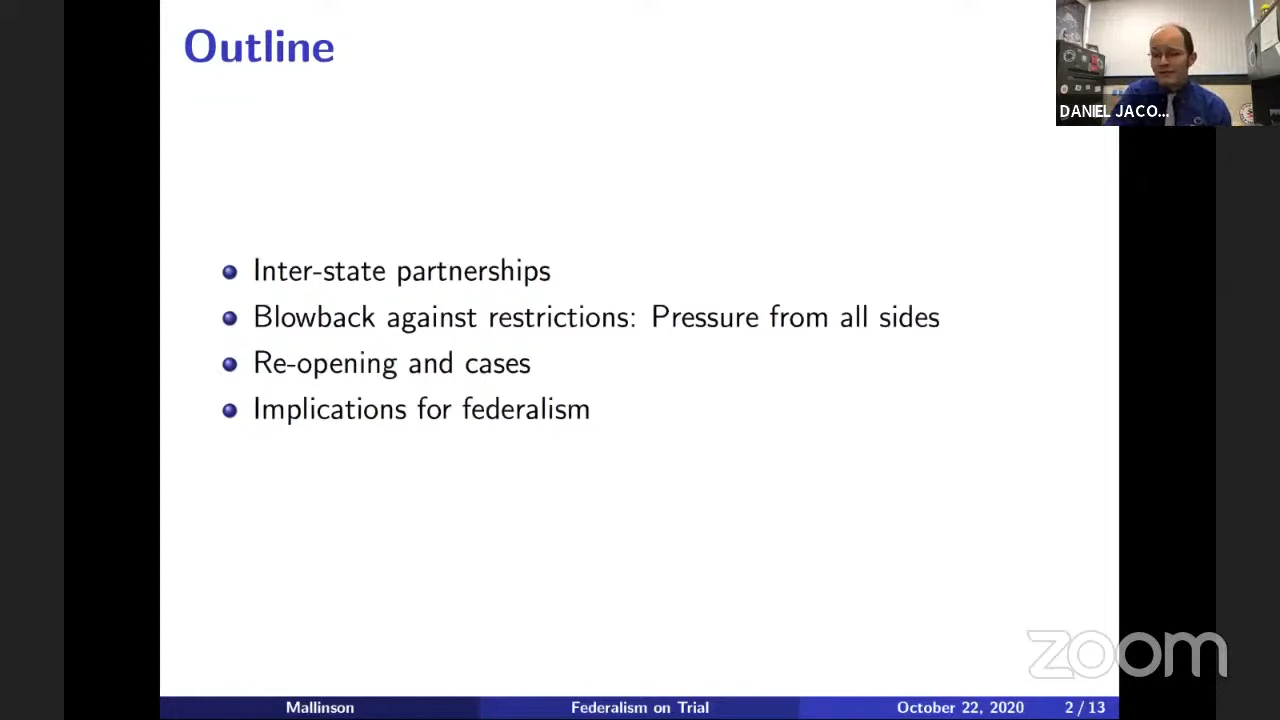 Outline
DANIEL JACO...
Inter-state partnerships
Blowback against restrictions: Pressure from all sides
Re-opening and cases
Implications for federalism
zoom
Mallinson
Federalism on Trial
October 22, 2020
2 / 13